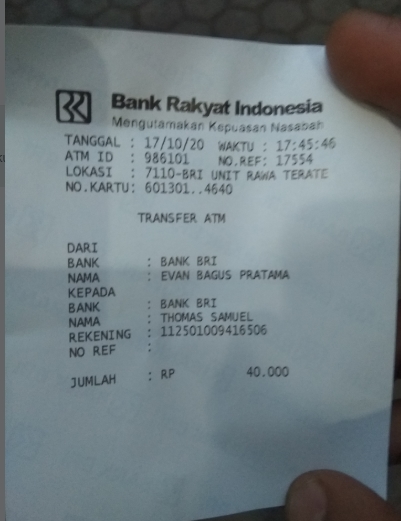 Bank Rakyat Indonesia
Mengutamakan Kepuasan Nasabah
TANGGAL : 17/10/20 WAKTU : 17:45:46
ATM ID : 986101 NO.REF: 17554
LOKASI : 7110-BRI UNIT RAWA TERATE
NO.KARTU: 601301..4640
TRANSFER ATM
DARI
BANK : BANK BRI
NAMA : EVAN BAGUS PRATAMA
KEPADA
BANK : BANK BRI
NAMA : THOMAS SAMUEL
REKENING : 112501009416506
NO REF :
JUMLAH : RP 40.000